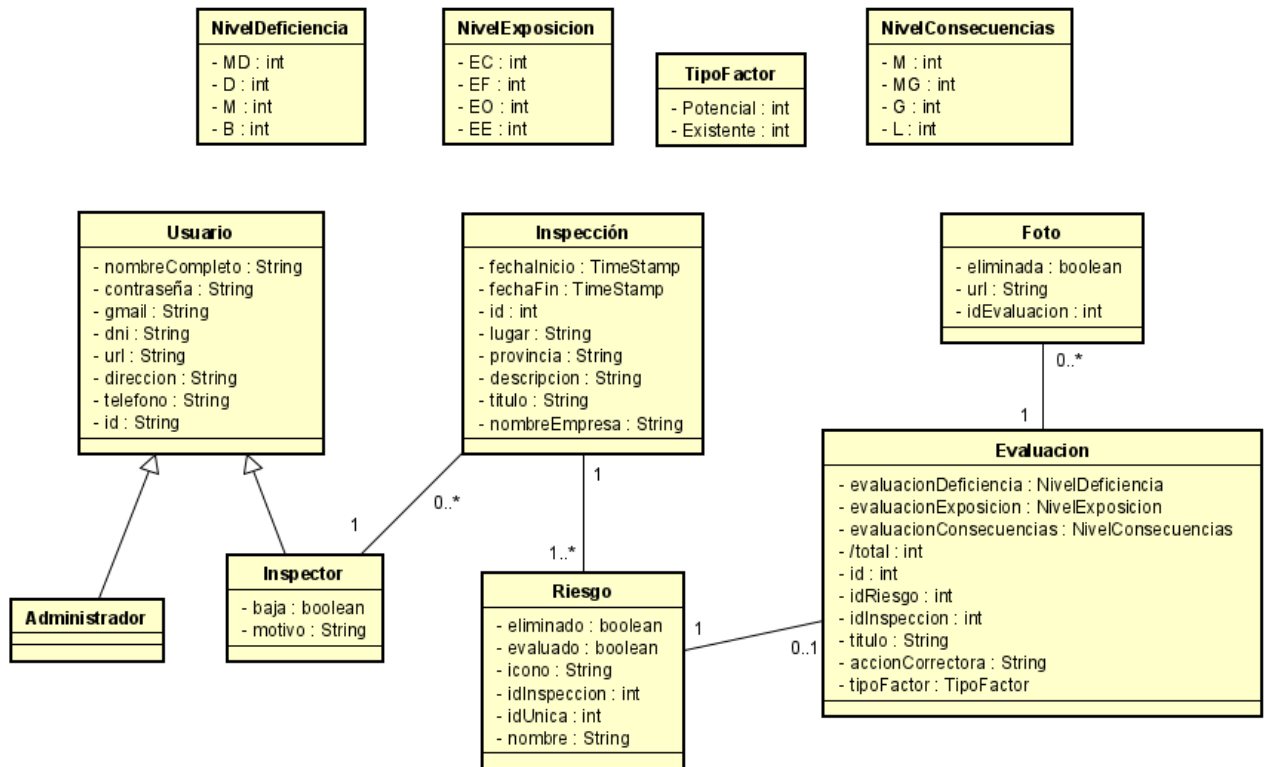 NivelDeficiencia
- MD : int
- D : int
- M : int
- B : int
NivelExposicion
- EC : int
- EF : int
- EO : int
- EE : int
TipoFactor
- Potencial : int
- Existente : int
NivelConsecuencias
- M : int
- MG : int
- G : int
- L : int
Usuario
- nombreCompleto : String
- contraseña : String
- gmail : String
- dni : String
- url : String
- direccion : String
- telefono : String
- id : String
Inspección
- fechaInicio : TimeStamp
- fechaFin : TimeStamp
- id : int
- lugar : String
- provincia : String
- descripcion : String
- titulo : String
- nombreEmpresa : String
Foto
- eliminada : boolean
- url : String
- idEvaluacion : int
0..*
1
Evaluacion
- evaluacionDeficiencia : NivelDeficiencia
- evaluacionExposicion : NivelExposicion
- evaluacionConsecuencias : NivelConsecuencias
- /total : int
- id : int
- idRiesgo : int
- idInspeccion : int
- titulo : String
- accionCorrectora : String
- tipoFactor : TipoFactor
0..*
1
1
1..*
Administrador
Inspector
- baja : boolean
- motivo : String
Riesgo
- eliminado : boolean
- evaluado : boolean
- icono : String
- idInspeccion : int
- idUnica : int
- nombre : String
1
0..1